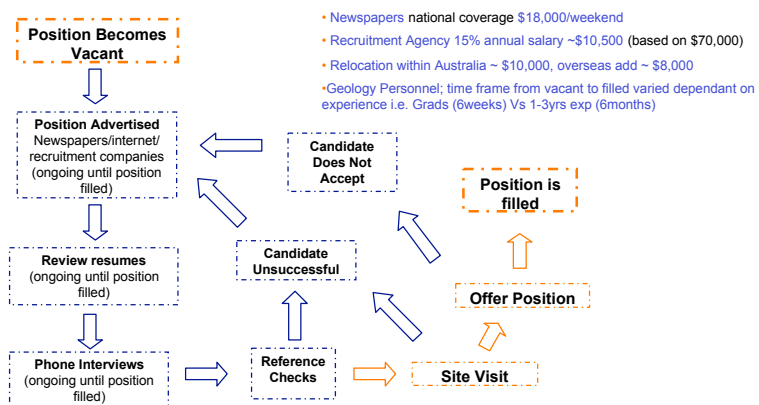 Position Becomes
Vacant
• Newspapers national coverage $18,000/weekend
• Recruitment Agency 15% annual salary ~$10,500 (based on $70,000)
• Relocation within Australia ~ $10,000, overseas add ~ $8,000
•Geology Personnel; time frame from vacant to filled varied dependant on
experience i.e. Grads (6weeks) Vs 1-3yrs exp (6months)
Position Advertised
Newspapers/internet/
recruitment companies
(ongoing until position
filled)
Candidate
Does Not
Accept
Position is
filled
Review resumes
(ongoing until position
filled)
Candidate
Unsuccessful
Offer Position
Phone Interviews
(ongoing until position
filled)
Reference
Checks
Site Visit